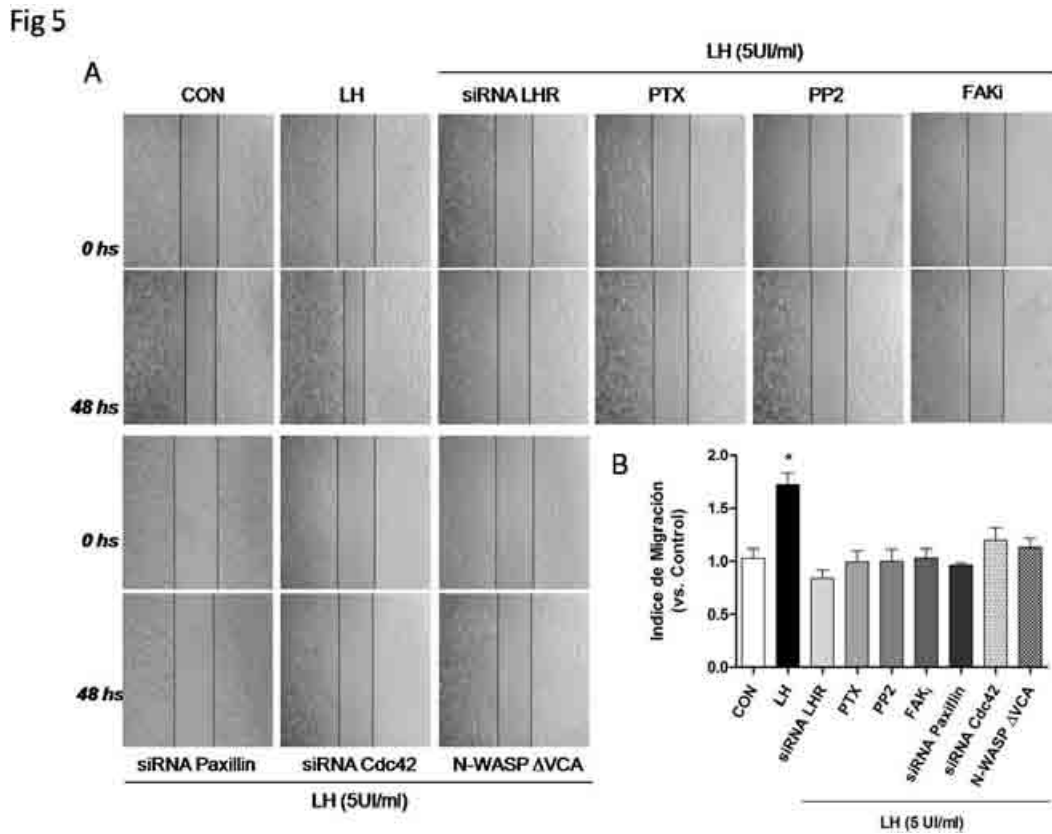 Fig 5
A
LH (5UI/ml)
CON LH siRNA LHR PTX PP2 FAKi
0 hs
48 hs
0 hs
48 hs
siRNA Paxillin siRNA Cdc42 N-WASP ΔVCA
LH (5UI/ml)
B
Indice de Migración
(vs. Control)
2.0
1.5
1.0
0.5
0.0
*
CON
LH
siRNA LHR
PTX
PP2
FAKi
siRNA Paxillin
siRNA Cdc42
N-WASP ΔVCA
LH (5 UI/ml)